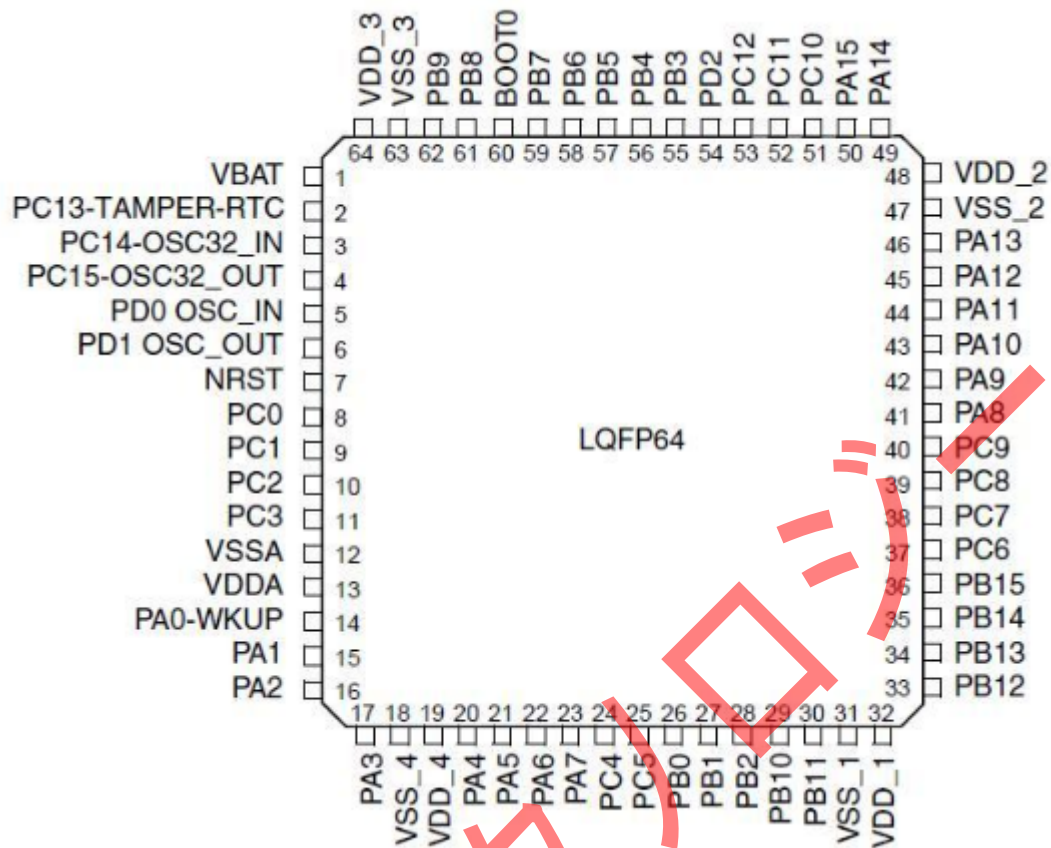 VDD_3
VSS_3
PB9
PB8
BOOT0
PB7
PB6
PB5
PB4
PB3
PD2
PC12
PC11
PC10
PA15
PA14
64 63 62 61 60 59 58 57 56 55 54 53 52 51 50 49
VBAT 1
PC13-TAMPER-RTC 2
PC14-OSC32_IN 3
PC15-OSC32_OUT 4
PD0 OSC_IN 5
PD1 OSC_OUT 6
NRST 7
PC0 8
PC1 9
PC2 10
PC3 11
VSSA 12
VDDA 13
PA0-WKUP 14
PA1 15
PA2 16
LQFP64
48 VDD_2
47 VSS_2
46 PA13
45 PA12
44 PA11
43 PA10
42 PA9
41 PA8
40 PC9
39 PC8
38 PC7
37 PC6
36 PB15
35 PB14
34 PB13
33 PB12
17 18 19 20 21 22 23 24 25 26 27 28 29 30 31 32
PA3
VSS_4
VDD_4
PA4
PA5
PA6
PA7
PC4
PC5
PB0
PB1
PB2
PB10
PB11
VSS_1
VDD_1
ノロジー